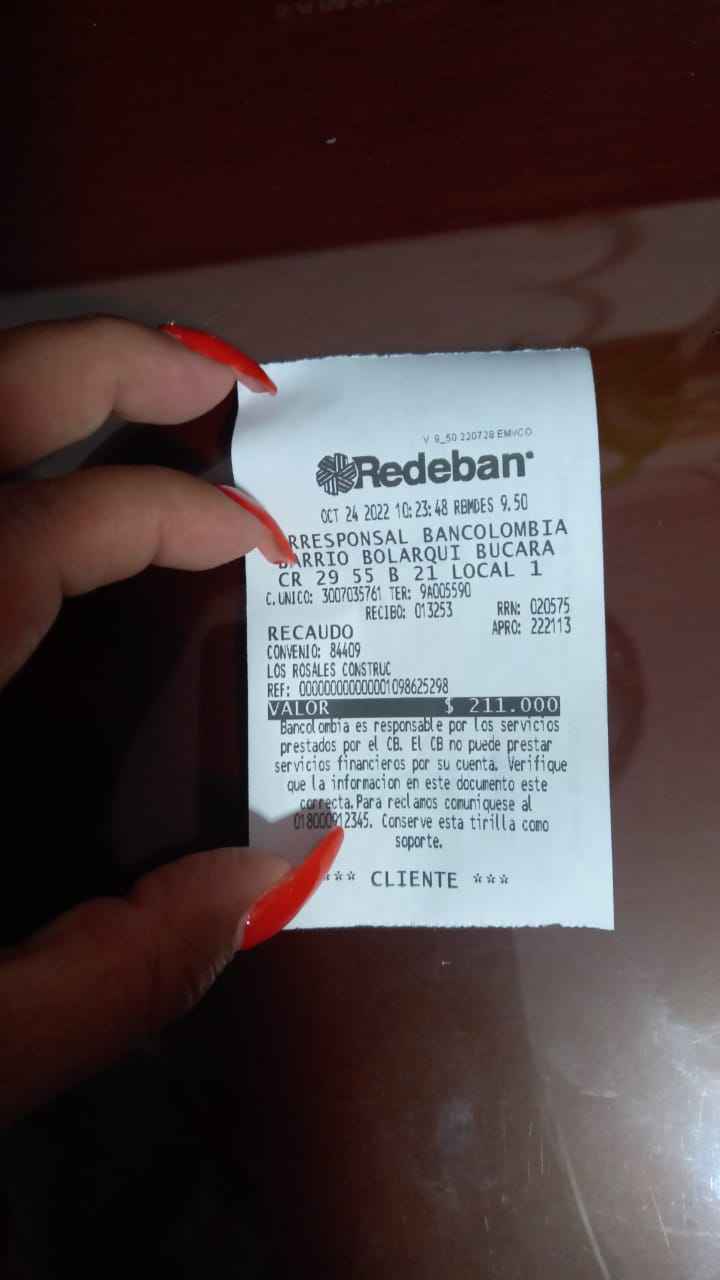 V 9_50 220728 EMVCO
Redeban
OCT 24 2022 10:23:48 RBMDES 9.50
RRESPONSAL BANCOLOMBIA
BARRIO BOLARQUI BUCARA
CR 29 55 B 21 LOCAL 1
C.UNICO: 3007035761 TER: 9A005590
RECIBO: 013253 RRN: 020575
RECAUDO APRO: 222113
CONVENIO: 84409
LOS ROSALES CONSTRUC
REF: 00000000000001098625298
VALOR $ 211.000
Bancolombia es responsable por los servicios
prestados por el CB. El CB no puede prestar
servicios financieros por su cuenta. Verifique
que la informacion en este documento este
correcta.Para reclamos comuniquese al
018000912345. Conserve esta tirilla como
soporte.
*** CLIENTE ***